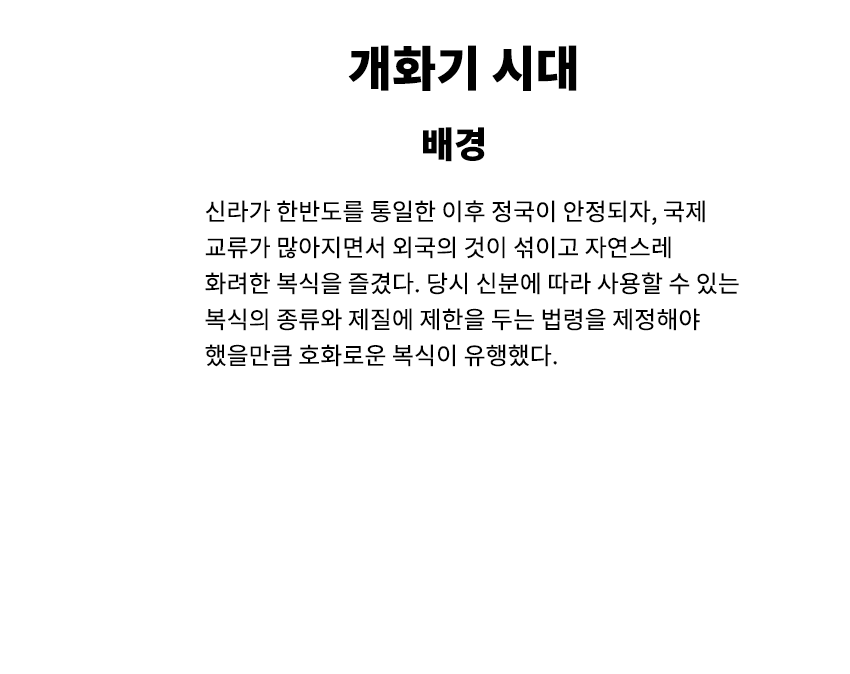 개화기 시대
배경
신라가 한반도를 통일한 이후 정국이 안정되자, 국제
교류가 많아지면서 외국의 것이 섞이고 자연스레
화려한 복식을 즐겼다. 당시 신분에 따라 사용할 수 있는
복식의 종류와 제질에 제한을 두는 법령을 제정해야
했을만큼 호화로운 복식이 유행했다.